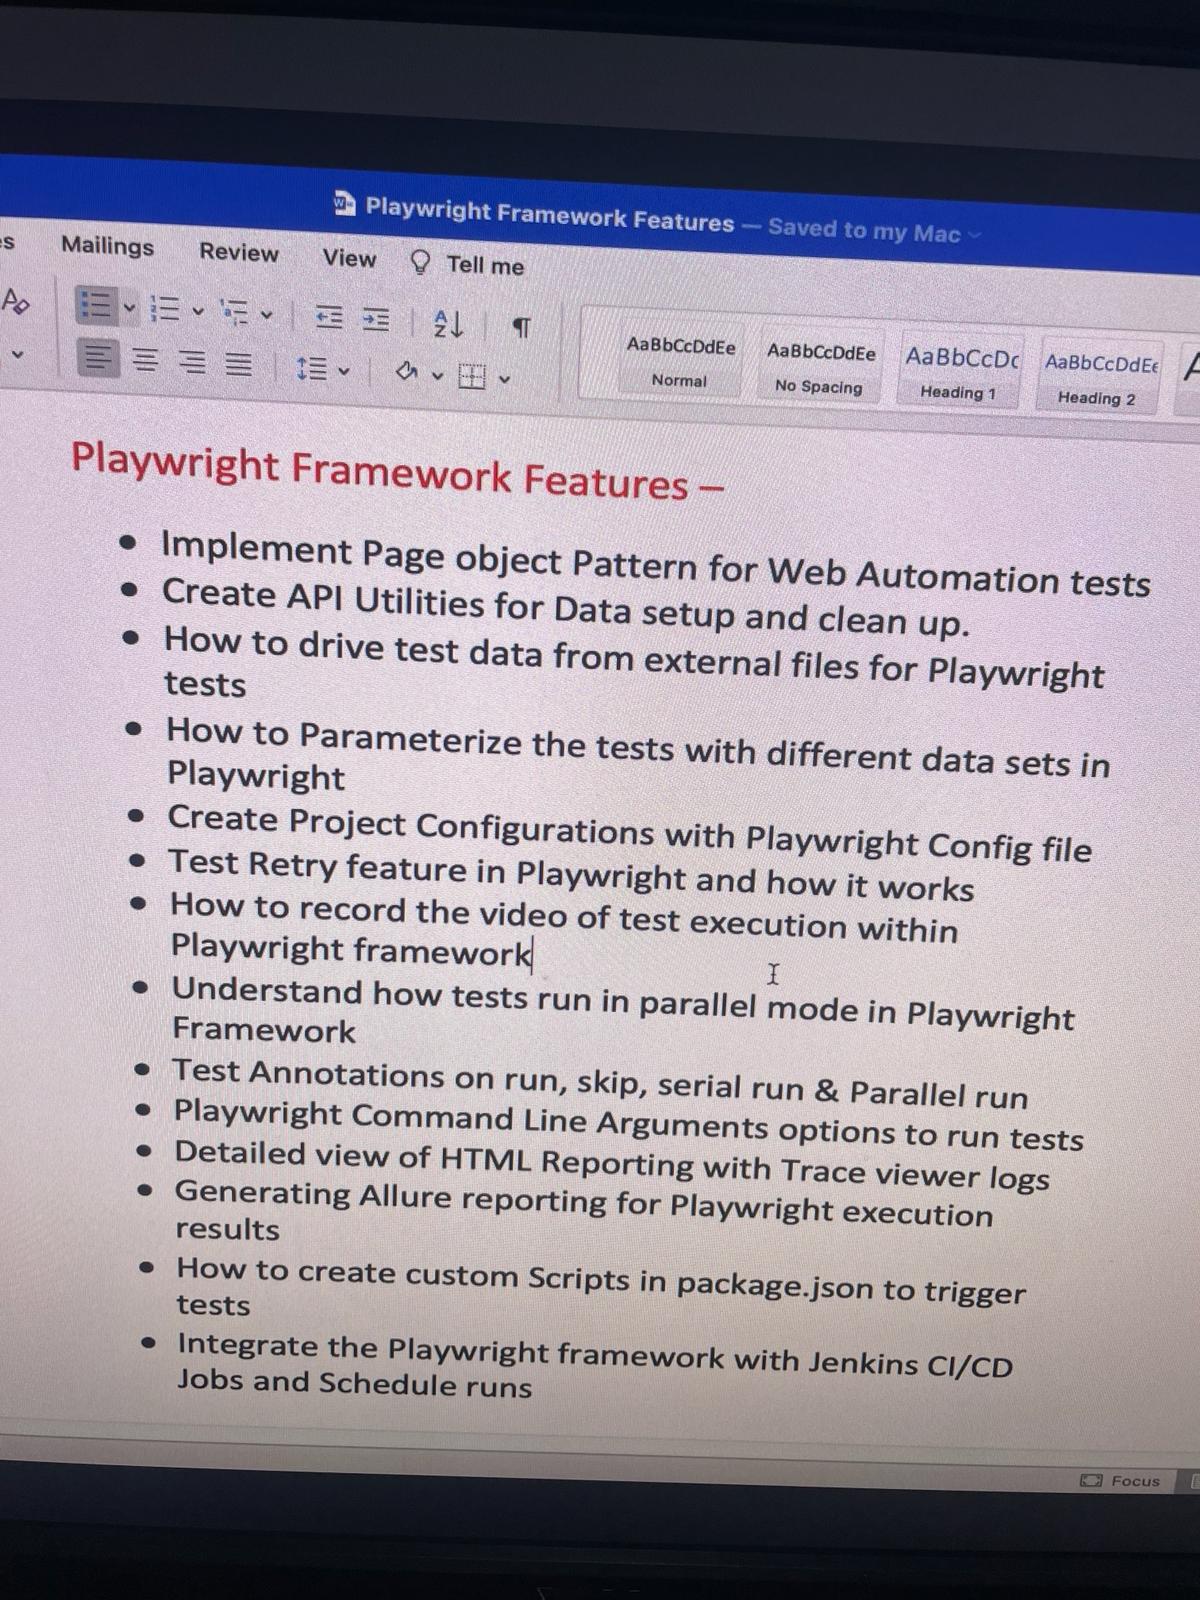 Playwright Framework Features — Saved to my Mac
Mailings Review View Tell me
AaBbCcDdEe AaBbCcDdEe AaBbCcDc AaBbCcDdEe
Normal No Spacing Heading 1 Heading 2
Playwright Framework Features –
• Implement Page object Pattern for Web Automation tests
• Create API Utilities for Data setup and clean up.
• How to drive test data from external files for Playwright
tests
• How to Parameterize the tests with different data sets in
Playwright
• Create Project Configurations with Playwright Config file
• Test Retry feature in Playwright and how it works
• How to record the video of test execution within
Playwright framework
• Understand how tests run in parallel mode in Playwright
Framework
• Test Annotations on run, skip, serial run & Parallel run
• Playwright Command Line Arguments options to run tests
• Detailed view of HTML Reporting with Trace viewer logs
• Generating Allure reporting for Playwright execution
results
• How to create custom Scripts in package.json to trigger
tests
• Integrate the Playwright framework with Jenkins CI/CD
Jobs and Schedule runs
Focus